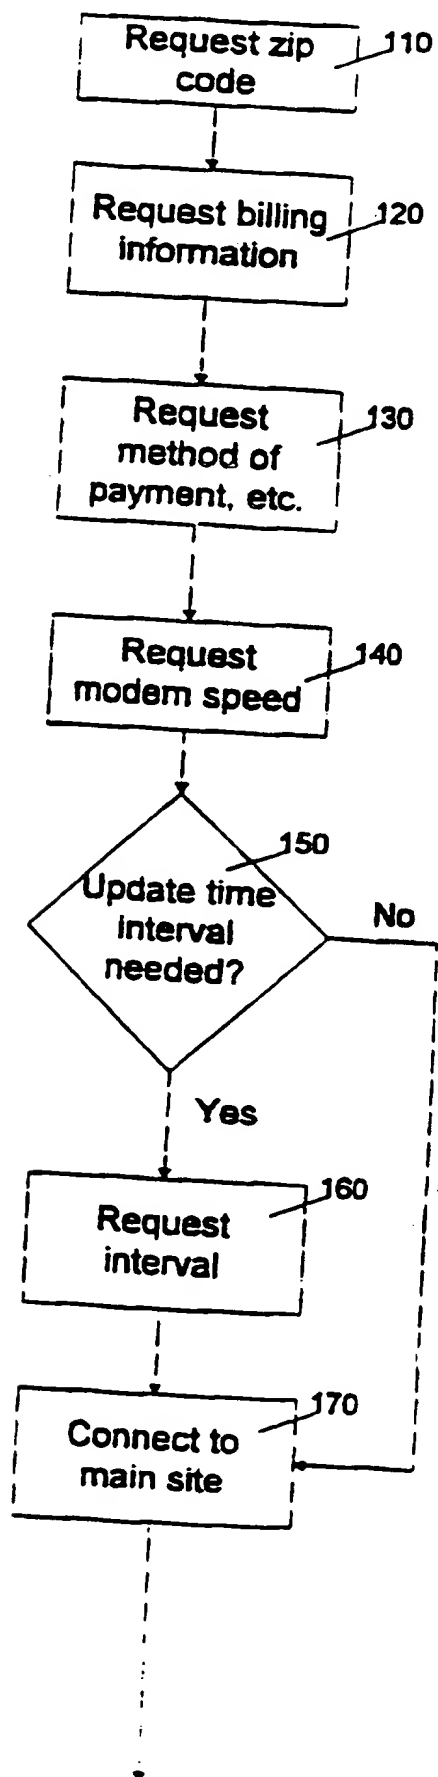 Request zip 110
code
Request billing 120
information
Request 130
method of
payment, etc.
Request 140
modem speed
150
Update time
interval No
needed?
Yes
Request 160
interval
Connect to 170
main site